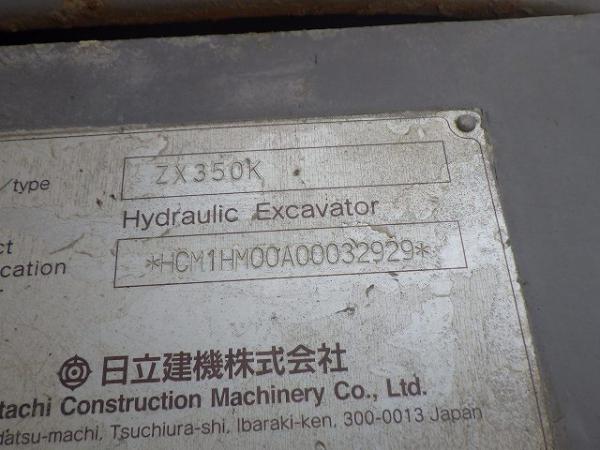 /type
ZX350K
Hydraulic Excavator
ct
cation
*HCM1HM00A00032929*
日立建機株式会社
tachi Construction Machinery Co., Ltd.
datsu-machi, Tsuchiura-shi, Ibaraki-ken, 300-0013 Japan